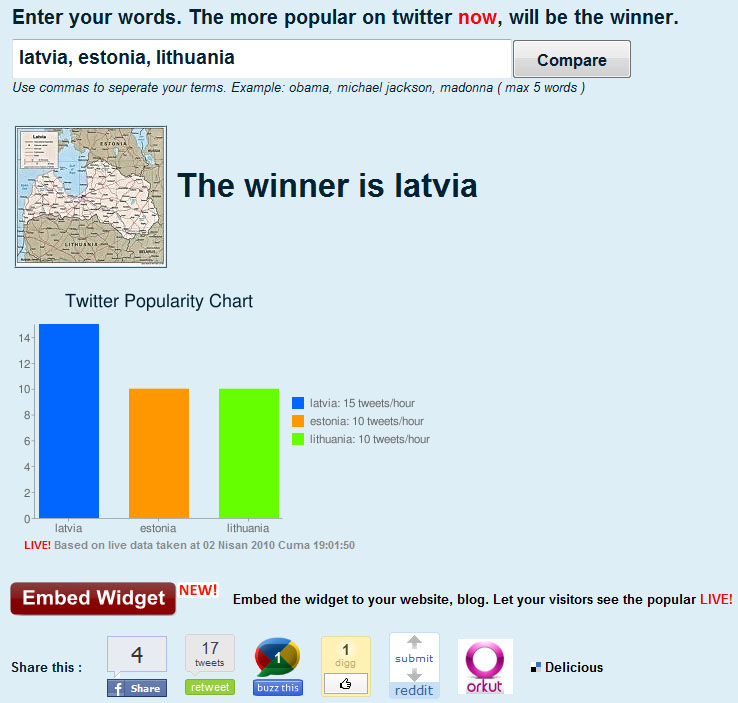 Enter your words. The more popular on twitter now, will be the winner.
latvia, estonia, lithuania
Compare
Use commas to seperate your terms. Example: obama, michael jackson, madonna ( max 5 words )
Latvia
ESTONIA
LITHUANIA
BELARUS
The winner is latvia
Twitter Popularity Chart
14
12
10
8
6
4
2
0
latvia estonia lithuania
latvia: 15 tweets/hour
estonia: 10 tweets/hour
lithuania: 10 tweets/hour
LIVE! Based on live data taken at 02 Nisan 2010 Cuma 19:01:50
Embed Widget NEW! Embed the widget to your website, blog. Let your visitors see the popular LIVE!
Share this :
4
f Share
17
tweets
retweet
1
buzz this
1
digg
submit
reddit
orkut
Delicious